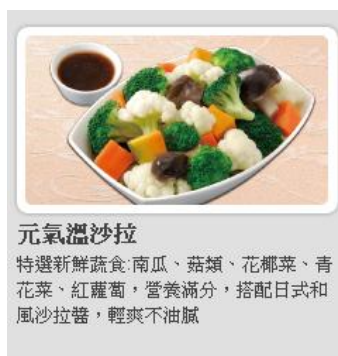 元氣溫沙拉
特選新鮮蔬食:南瓜、菇類、花椰菜、青
花菜、紅蘿蔔，營養滿分，搭配日式和
風沙拉醬，輕爽不油膩